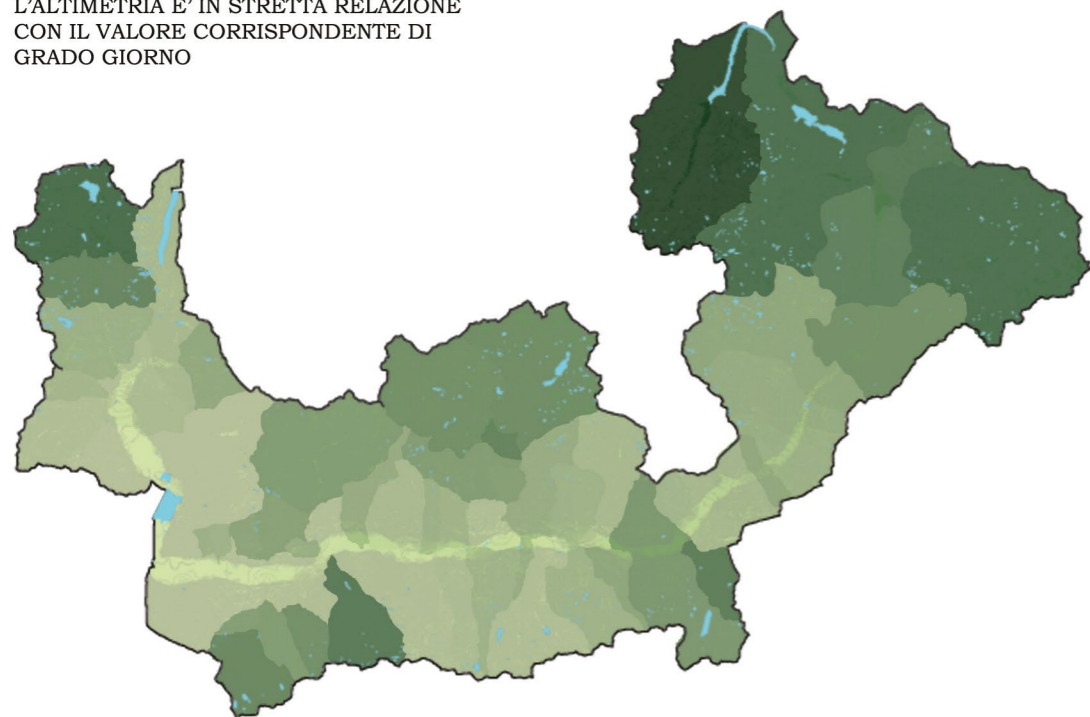 L'ALTIMETRIA E' IN STRETTA RELAZIONE
CON IL VALORE CORRISPONDENTE DI
GRADO GIORNO